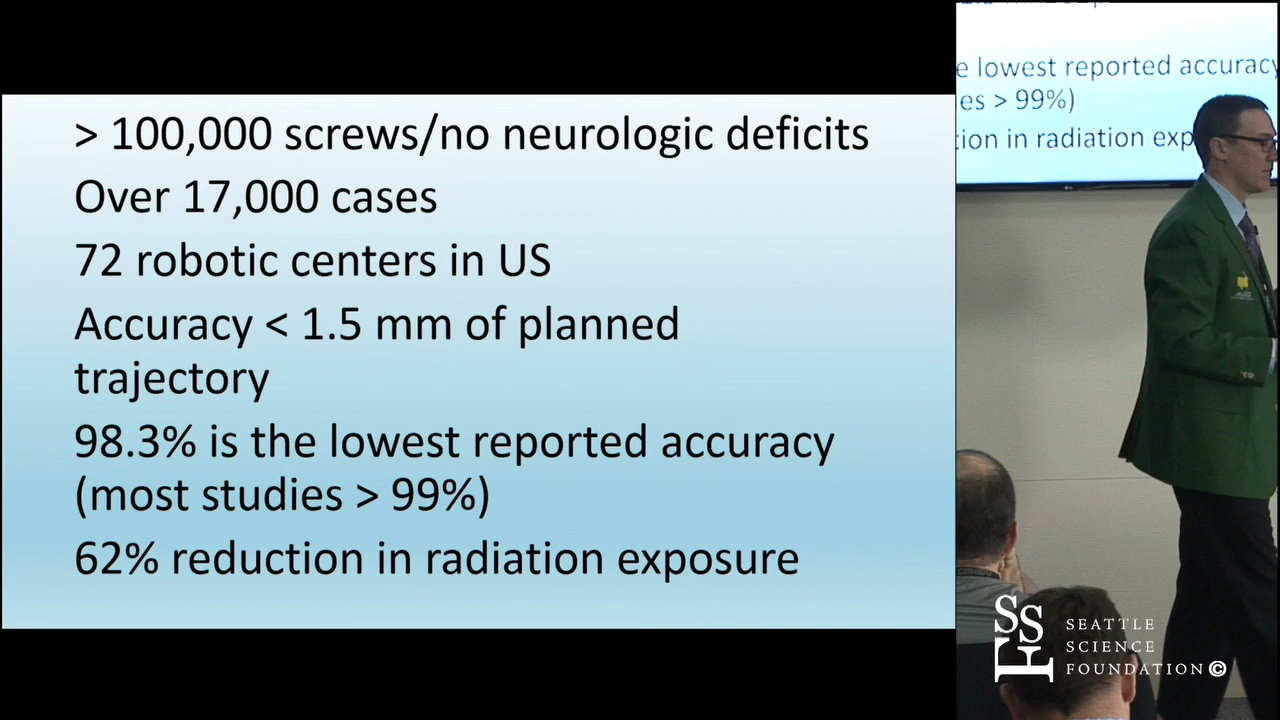 > 100,000 screws/no neurologic deficits
Over 17,000 cases
72 robotic centers in US
Accuracy < 1.5 mm of planned
trajectory
98.3% is the lowest reported accuracy
(most studies > 99%)
62% reduction in radiation exposure
e lowest reported accuracy
es > 99%)
tion in radiation exp
SSF
SEATTLE
SCIENCE
FOUNDATION©